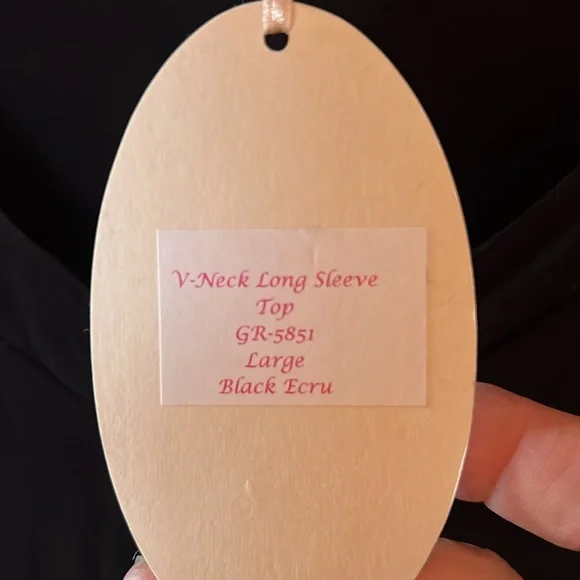 V-Neck Long Sleeve
Top
GR-5851
Large
Black Ecru